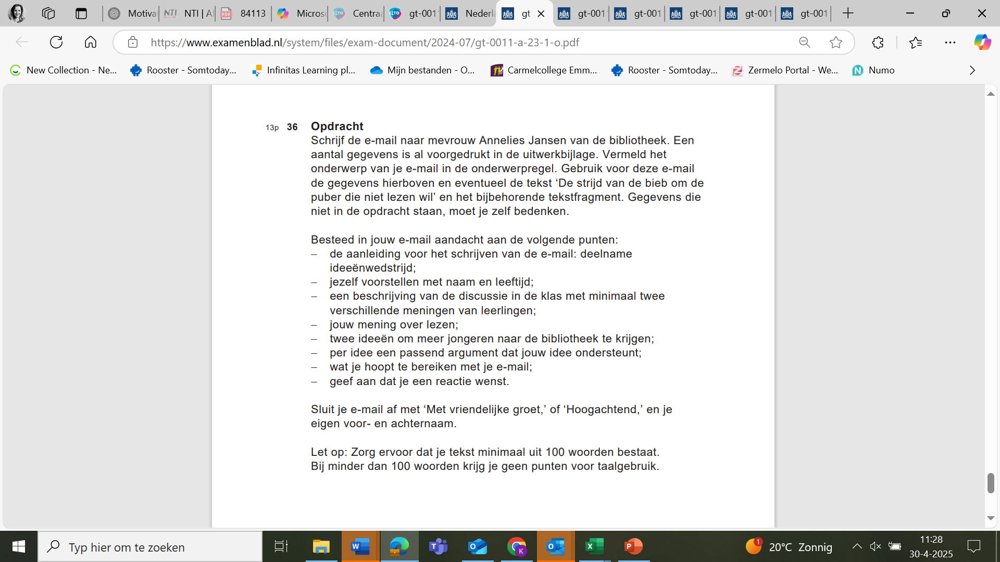 Motiva
NTI | Af
84113
Micros
Centraa
gt-001
Nederla
gt
gt-001
gt-001
gt-001
gt-001
gt-001
https://www.examenblad.nl/system/files/exam-document/2024-07/gt-0011-a-23-1-o.pdf
New Collection - Ne...
Rooster - Somtoday...
Infinitas Learning pl...
Mijn bestanden - O...
Carmelcollege Emm...
Rooster - Somtoday...
Zermelo Portal - We...
Numo
13p 36 Opdracht
Schrijf de e-mail naar mevrouw Annelies Jansen van de bibliotheek. Een
aantal gegevens is al voorgedrukt in de uitwerkbijlage. Vermeld het
onderwerp van je e-mail in de onderwerpregel. Gebruik voor deze e-mail
de gegevens hierboven en eventueel de tekst ‘De strijd van de bieb om de
puber die niet lezen wil’ en het bijbehorende tekstfragment. Gegevens die
niet in de opdracht staan, moet je zelf bedenken.
Besteed in jouw e-mail aandacht aan de volgende punten:
– de aanleiding voor het schrijven van de e-mail: deelname
ideeënwedstrijd;
– jezelf voorstellen met naam en leeftijd;
– een beschrijving van de discussie in de klas met minimaal twee
verschillende meningen van leerlingen;
– jouw mening over lezen;
– twee ideeën om meer jongeren naar de bibliotheek te krijgen;
– per idee een passend argument dat jouw idee ondersteunt;
– wat je hoopt te bereiken met je e-mail;
– geef aan dat je een reactie wenst.
Sluit je e-mail af met ‘Met vriendelijke groet,’ of ‘Hoogachtend,’ en je
eigen voor- en achternaam.
Let op: Zorg ervoor dat je tekst minimaal uit 100 woorden bestaat.
Bij minder dan 100 woorden krijg je geen punten voor taalgebruik.
Typ hier om te zoeken
1
20°C Zonnig
11:28
30-4-2025